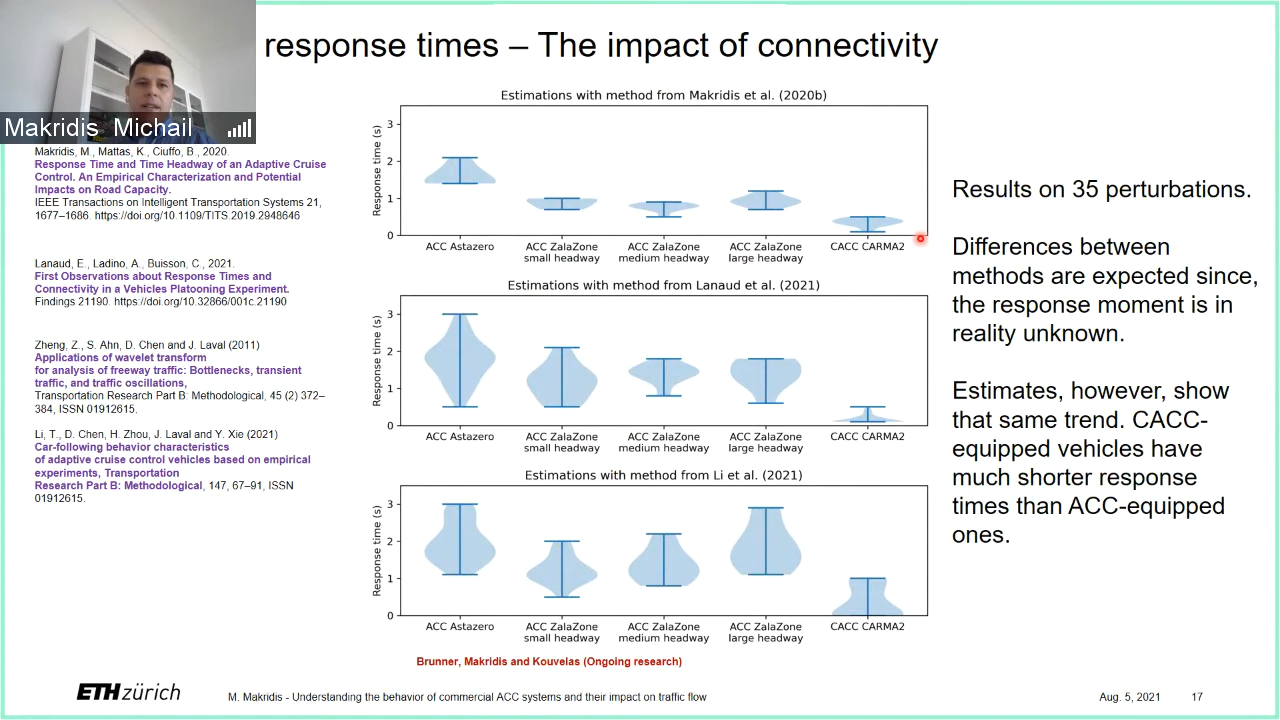 response times – The impact of connectivity
Makridis Michail
Makridis, M., Mattas, K., Ciuffo, B., 2020.
Response Time and Time Headway of an Adaptive Cruise
Control. An Empirical Characterization and Potential
Impacts on Road Capacity.
IEEE Transactions on Intelligent Transportation Systems 21,
1677–1686. https://doi.org/10.1109/TITS.2019.2948646
Lanaud, E., Ladino, A., Buisson, C., 2021.
First Observations about Response Times and
Connectivity in a Vehicles Platooning Experiment.
Findings 21190. https://doi.org/10.32866/001c.21190
Zheng, Z., S. Ahn, D. Chen and J. Laval (2011)
Applications of wavelet transform
for analysis of freeway traffic: Bottlenecks, transient
traffic, and traffic oscillations,
Transportation Research Part B: Methodological, 45 (2) 372–
384, ISSN 01912615.
Li, T., D. Chen, H. Zhou, J. Laval and Y. Xie (2021)
Car-following behavior characteristics
of adaptive cruise control vehicles based on empirical
experiments, Transportation
Research Part B: Methodological, 147, 67–91, ISSN
01912615.
Estimations with method from Makridis et al. (2020b)
Response time (s)
3
2
1
0
ACC Astazero
ACC ZalaZone
small headway
ACC ZalaZone
medium headway
ACC ZalaZone
large headway
CACC CARMA2
Estimations with method from Lanaud et al. (2021)
Response time (s)
3
2
1
0
ACC Astazero
ACC ZalaZone
small headway
ACC ZalaZone
medium headway
ACC ZalaZone
large headway
CACC CARMA2
Estimations with method from Li et al. (2021)
Response time (s)
3
2
1
0
ACC Astazero
ACC ZalaZone
small headway
ACC ZalaZone
medium headway
ACC ZalaZone
large headway
CACC CARMA2
Brunner, Makridis and Kouvelas (Ongoing research)
Results on 35 perturbations.
Differences between
methods are expected since,
the response moment is in
reality unknown.
Estimates, however, show
that same trend. CACC-
equipped vehicles have
much shorter response
times than ACC-equipped
ones.
ETH zürich
M. Makridis - Understanding the behavior of commercial ACC systems and their impact on traffic flow
Aug. 5, 2021
17